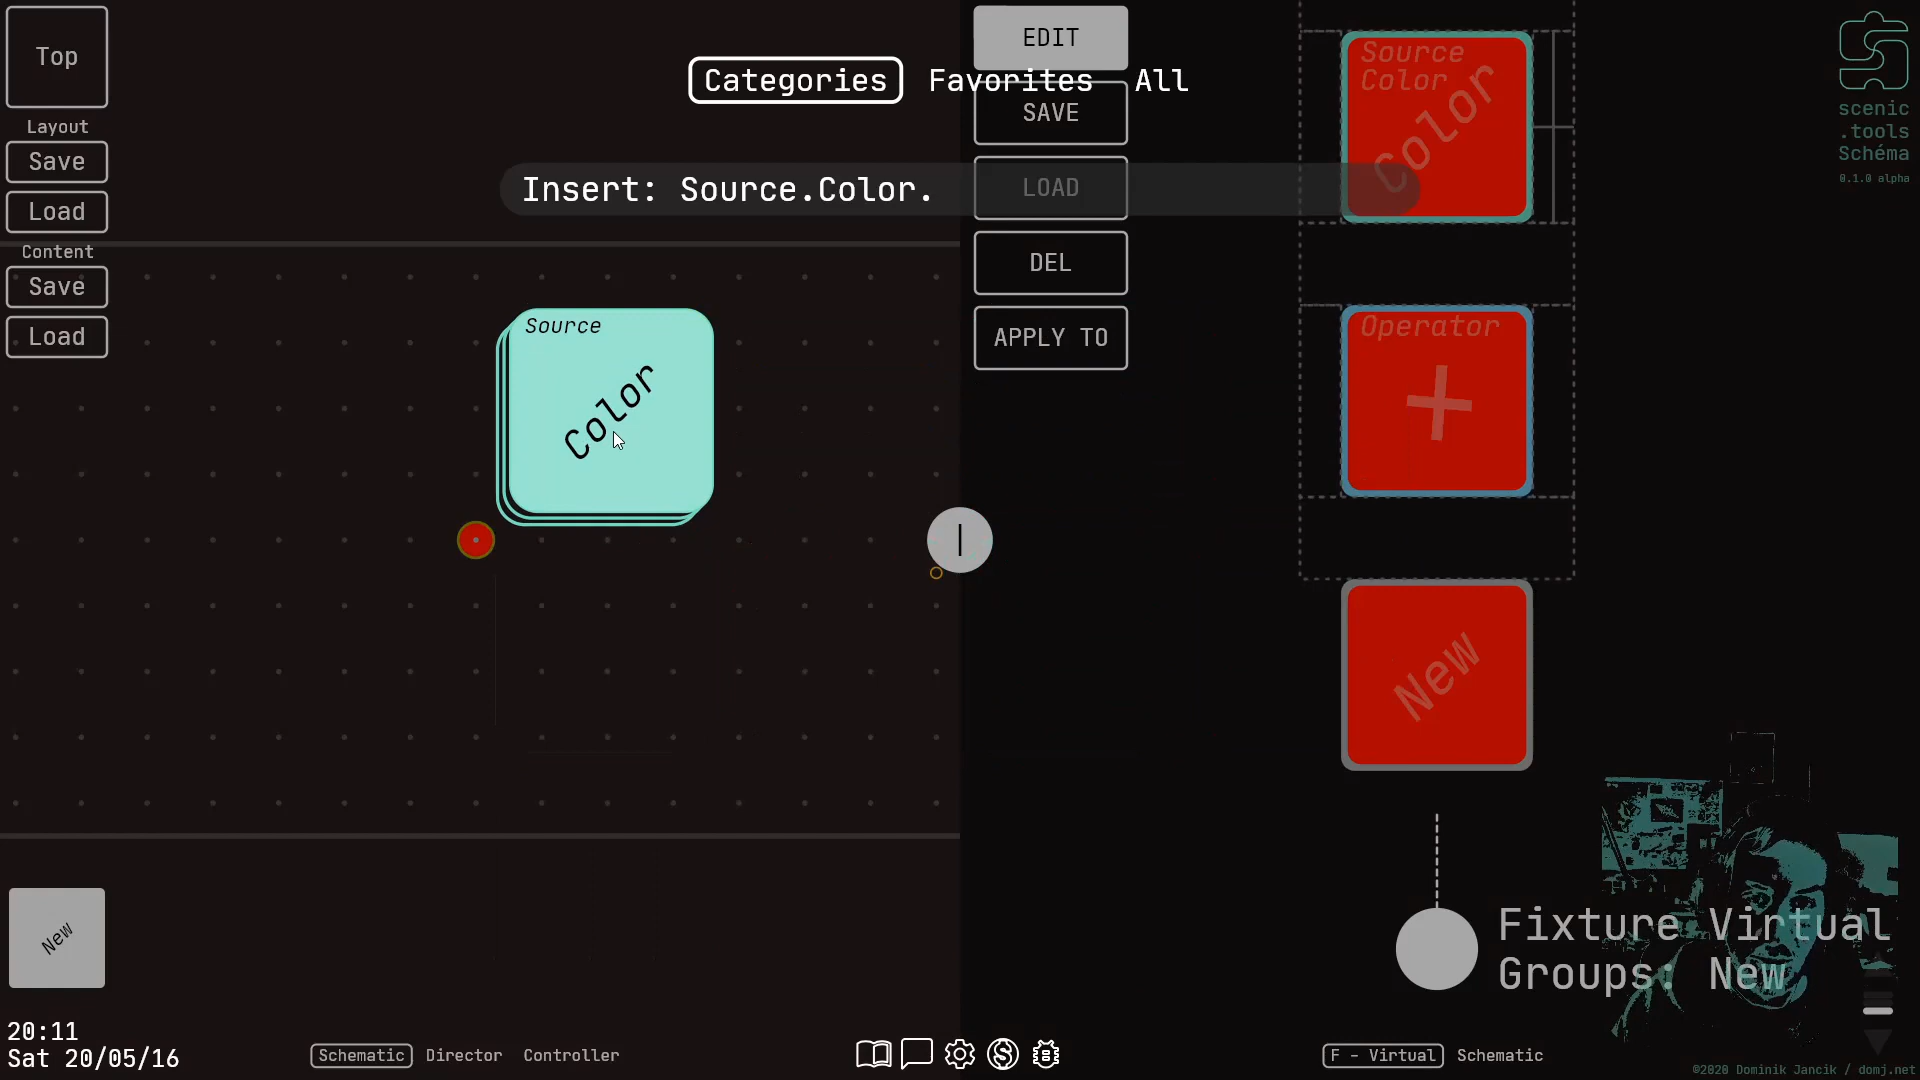 Top
Layout
Save
Load
Content
Save
Load
Categories Favorites All
Insert: Source.Color.
EDIT
SAVE
LOAD
DEL
APPLY TO
Source
Color
Source
Color
Color
Operator
+
New
Fixture Virtual
Groups: New
scenic
.tools
Schéma
0.1.0 alpha
New
20:11
Sat 20/05/16
Schematic Director Controller
F - Virtual Schematic
©2020 Dominik Jancik / domj.net